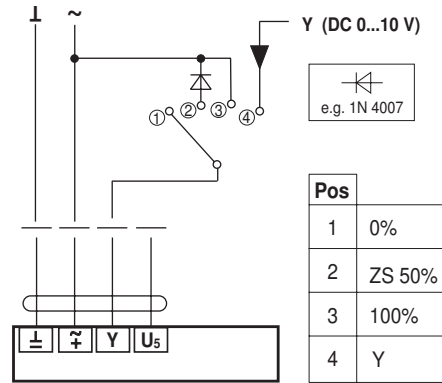 ⊥ ~
Y (DC 0...10 V)
① ② ③ ④
e.g. 1N 4007
Pos
1 0%
2 ZS 50%
3 100%
4 Y
⊥ ~+ Y U5